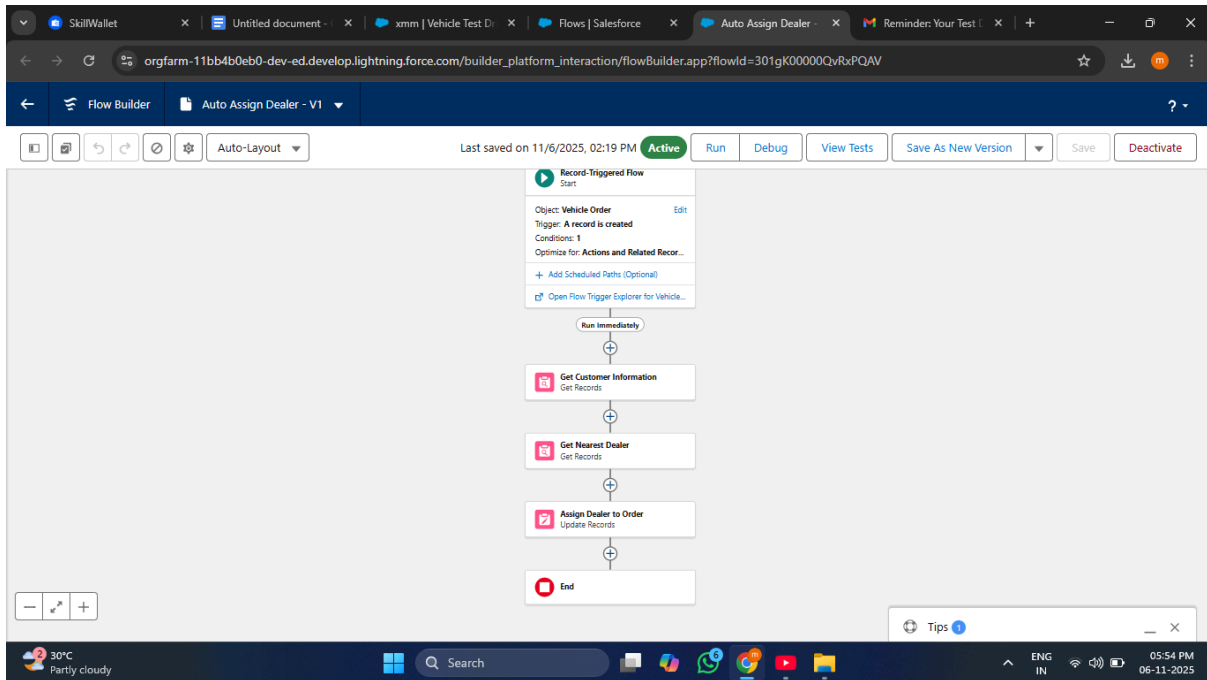 SkillWallet
Untitled document - G
xmm | Vehicle Test Dr
Flows | Salesforce
Auto Assign Dealer -
Reminder: Your Test D
orgfarm-11bb4b0eb0-dev-ed.develop.lightning.force.com/builder_platform_interaction/flowBuilder.app?flowId=301gK00000QvRxPQAV
m
Flow Builder
Auto Assign Dealer - V1
?
Auto-Layout
Last saved on 11/6/2025, 02:19 PM
Active
Run
Debug
View Tests
Save As New Version
Save
Deactivate
Record-Triggered Flow
Start
Object: Vehicle Order
Edit
Trigger: A record is created
Conditions: 1
Optimize for: Actions and Related Recor...
+ Add Scheduled Paths (Optional)
Open Flow Trigger Explorer for Vehicle...
Run Immediately
Get Customer Information
Get Records
Get Nearest Dealer
Get Records
Assign Dealer to Order
Update Records
End
Tips 1
2
30°C
Partly cloudy
Search
6
m
ENG
IN
05:54 PM
06-11-2025